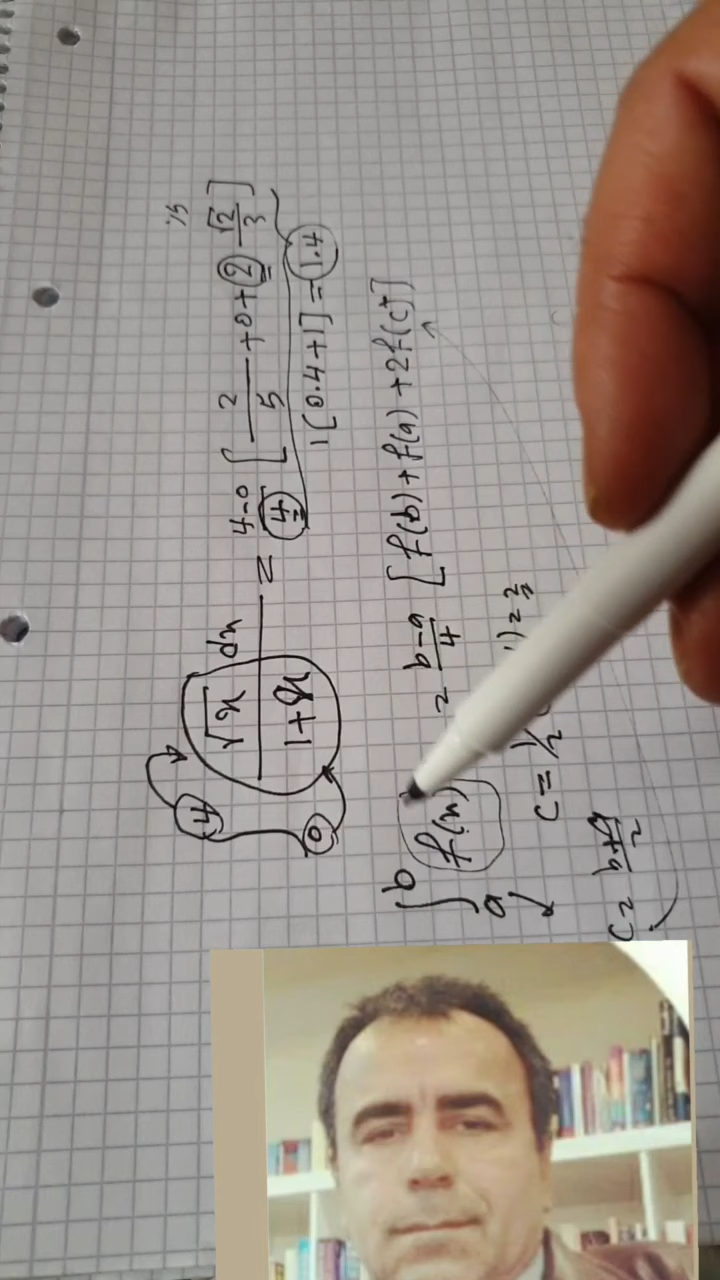 15
∫₀⁴ √x/(1+x) dx = (4-0)/4 [2/5 + 0 + 2 √2/3]
1[0.4+1] = 1.4
∫ₐᵇ f(x) = (b-a)/4 [f(b) + f(a) + 2f(c)]
c = 1/2
c = (b+a)/2